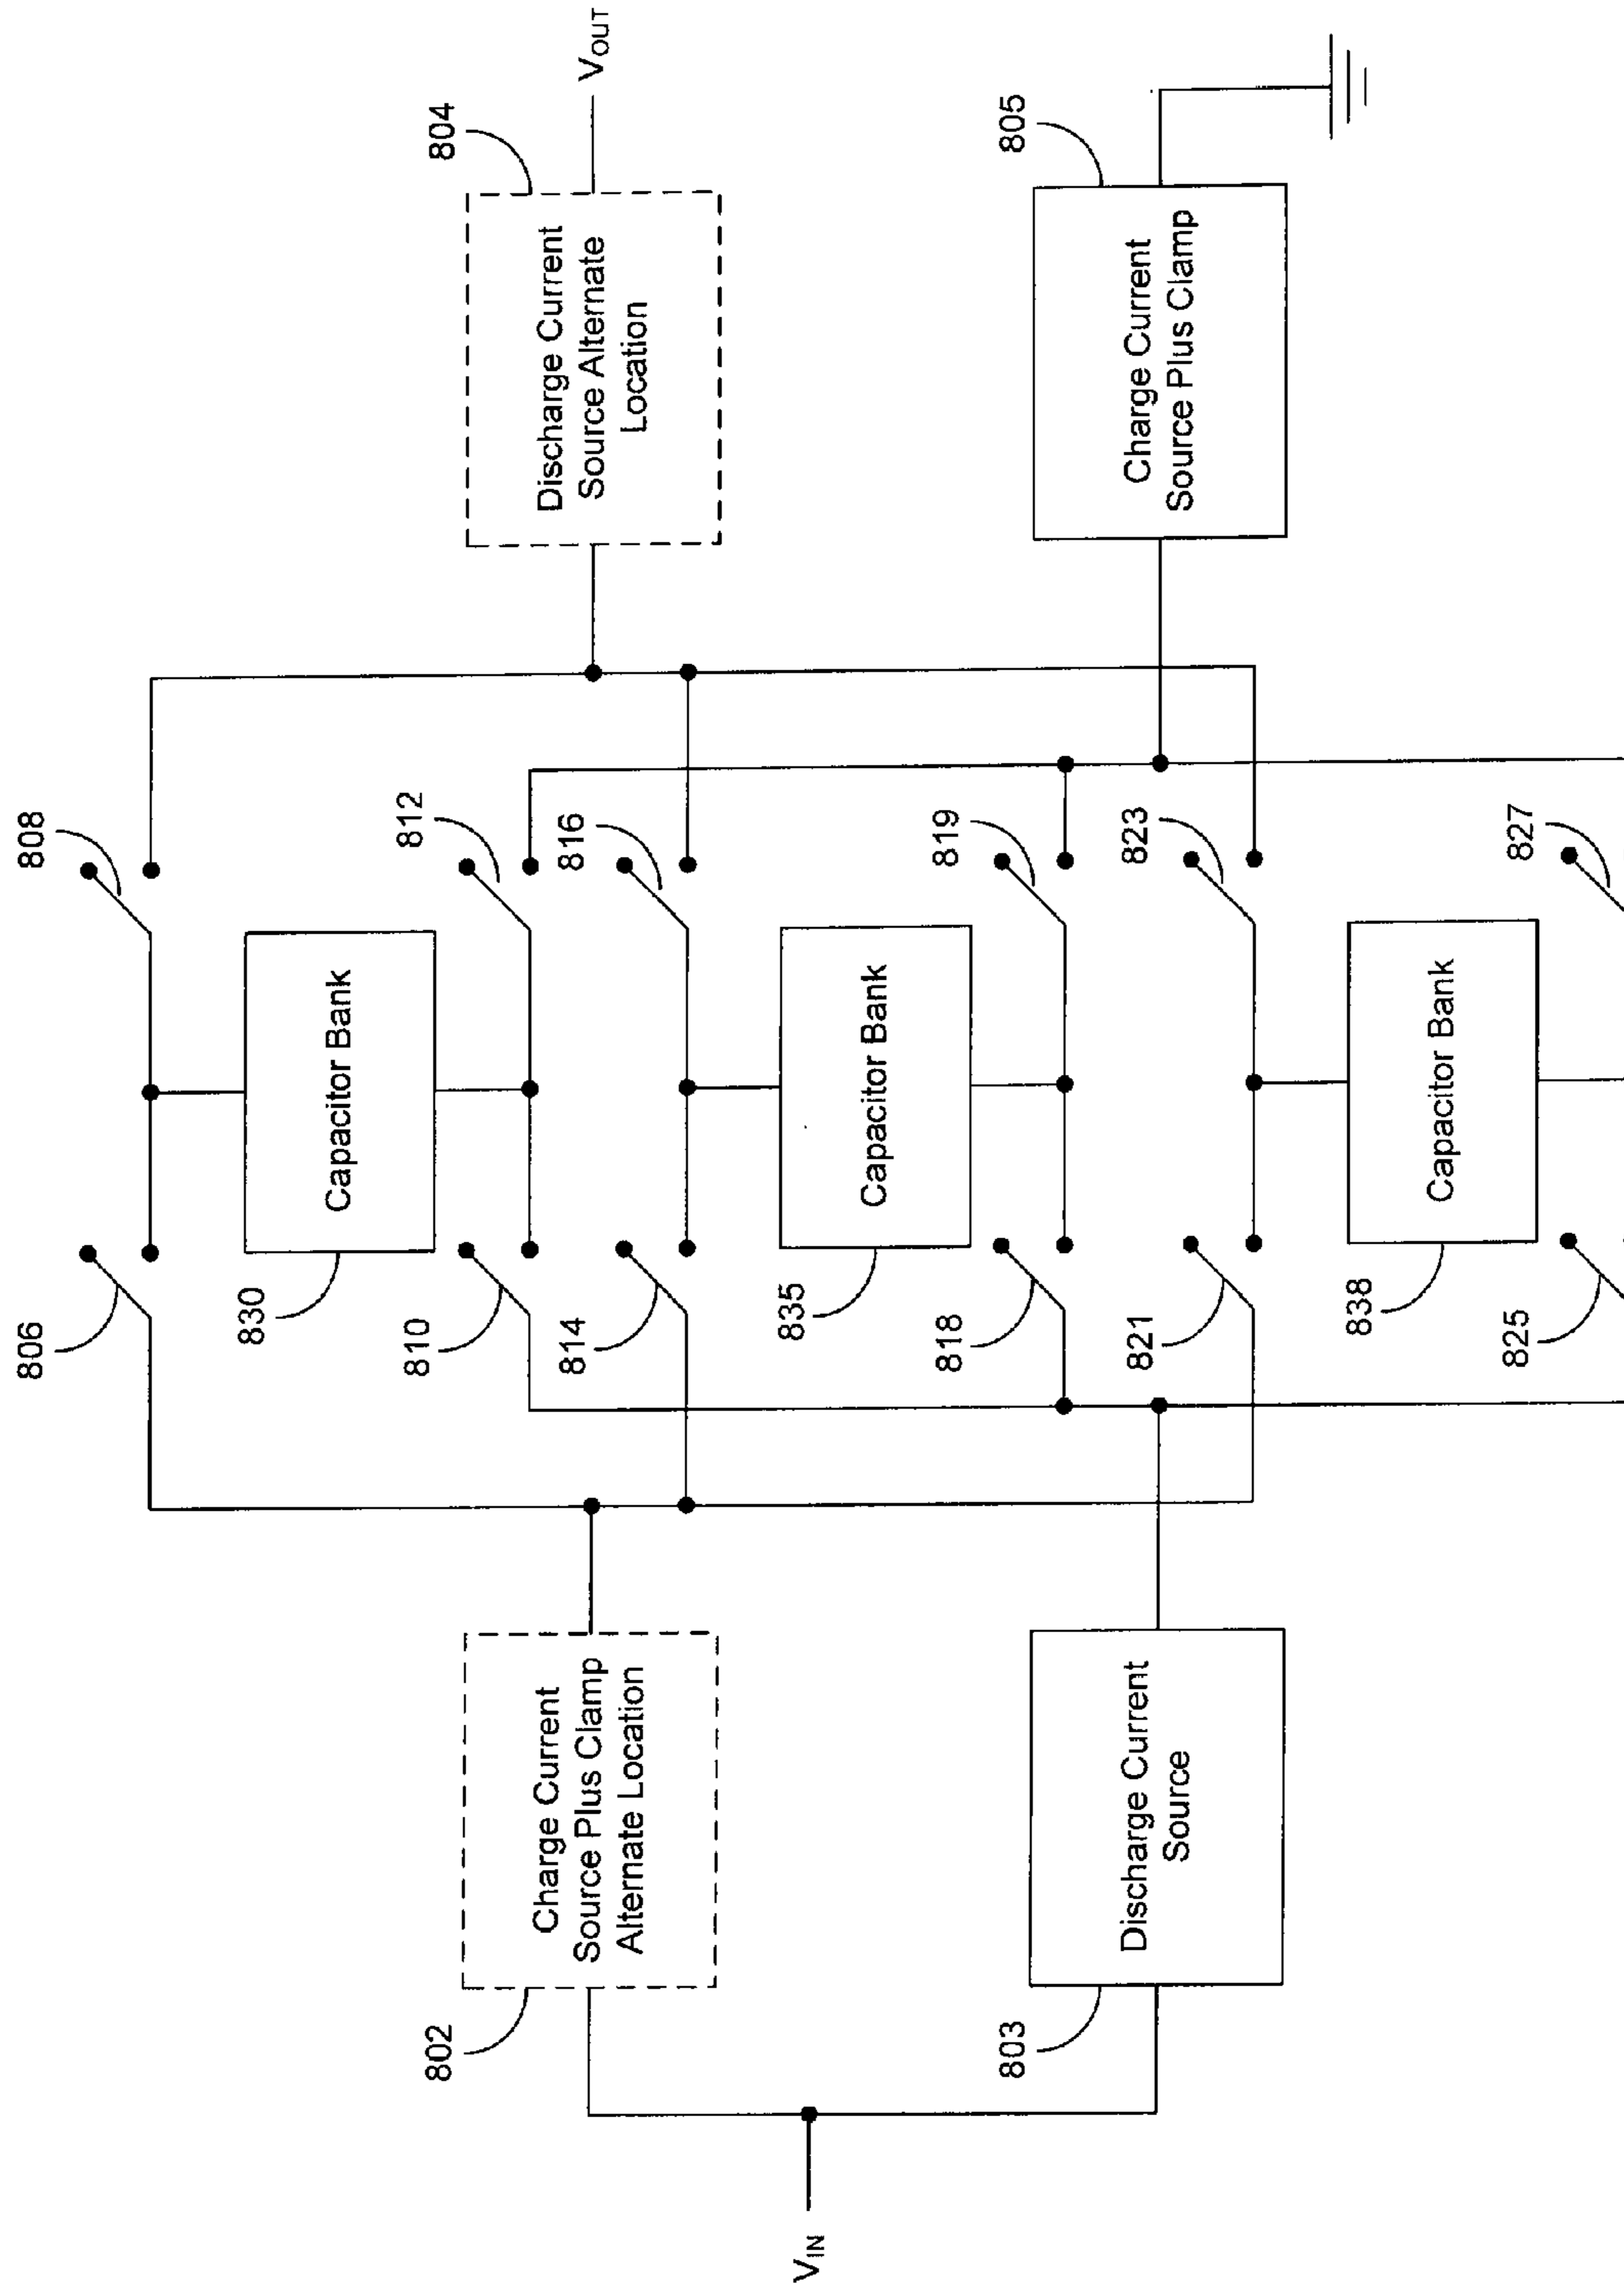 808
812
816
819
823
827
804
V_OUT
Discharge Current
Source Alternate
Location
805
Charge Current
Source Plus Clamp
Capacitor Bank
Capacitor Bank
Capacitor Bank
806
830
810
814
835
818
821
838
825
802
Charge Current
Source Plus Clamp
Alternate Location
803
Discharge Current
Source
V_IN